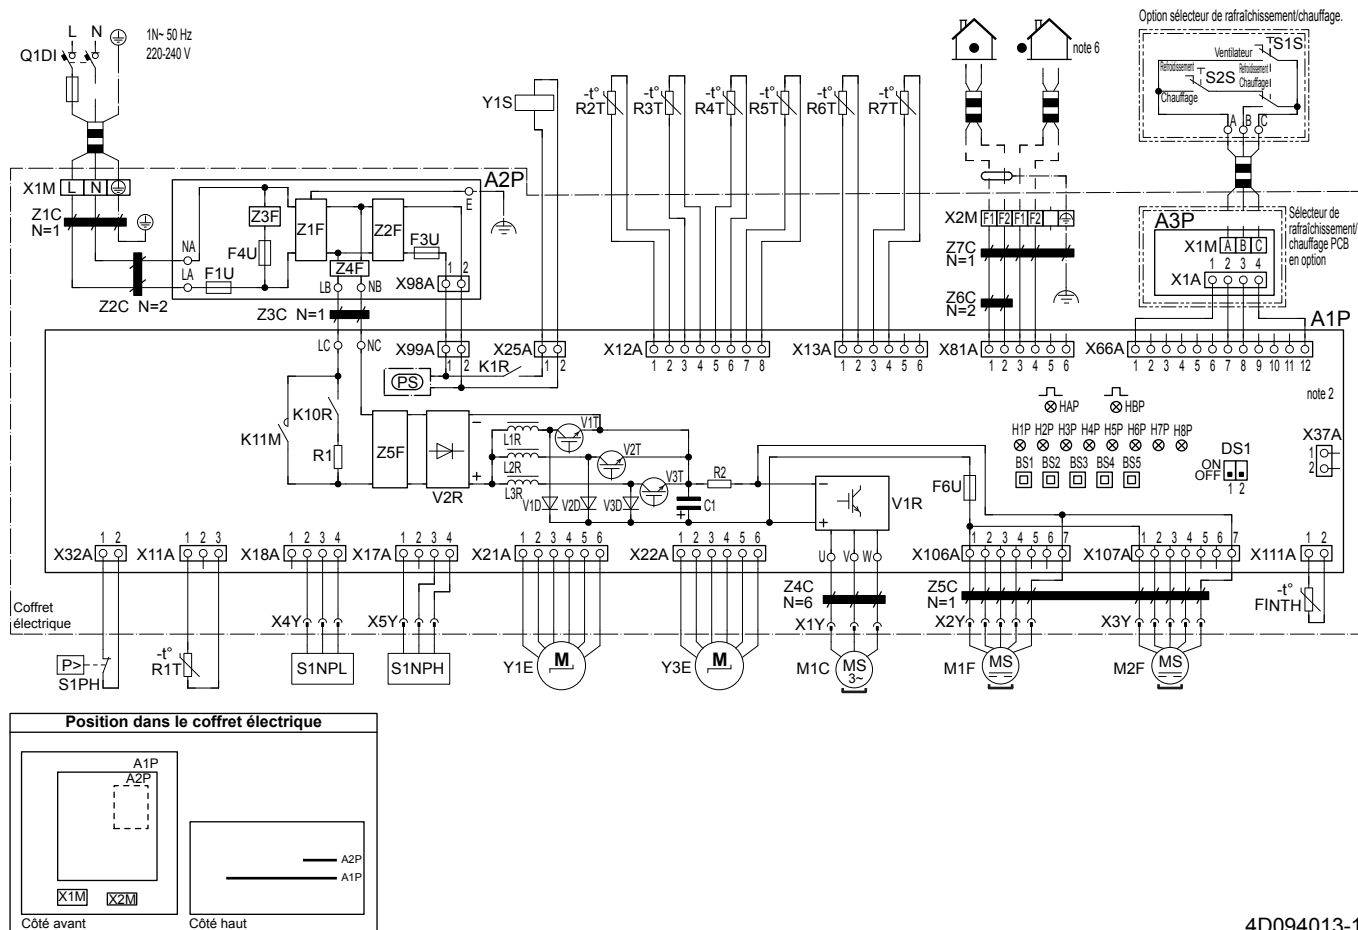 L N
1N~ 50 Hz
220-240 V
Q1DI
X1M L N
Z1C
N=1
Z2C N=2
A2P
NA
LA
F1U
F4U
Z3F
Z1F
Z2F
Z4F
F3U
E
LB NB
1 2
X98A
Z3C N=1
LC NC
Y1S
-t° R2T
-t° R3T
-t° R4T
-t° R5T
-t° R6T
-t° R7T
note 6
X2M F1 F2 F1 F2
Z7C
N=1
Z6C
N=2
Option sélecteur de rafraîchissement/chauffage.
S1S
Ventilateur
Refroidissement
S2S
Refroidissement
Chauffage
Chauffage
A B C
A3P
X1M A B C
1 2 3 4
X1A
Sélecteur de
rafraîchissement/
chauffage PCB
en option
A1P
X99A
1 2
X25A
1 2
K1R
PS
X12A
1 2 3 4 5 6 7 8
X13A
1 2 3 4 5 6
X81A
1 2 3 4 5 6
X66A
1 2 3 4 5 6 7 8 9 10 11 12
note 2
HAP
HBP
H1P H2P H3P H4P H5P H6P H7P H8P
BS1 BS2 BS3 BS4 BS5
DS1
ON
OFF
1 2
X37A
1
2
K10R
K11M
R1
Z5F
V2R
L1R
L2R
L3R
V1T
V2T
V3T
V1D V2D V3D
C1
R2
V1R
U V W
F6U
X32A
1 2
X11A
1 2 3
X18A
1 2 3 4
X17A
1 2 3 4
X21A
1 2 3 4 5 6
X22A
1 2 3 4 5 6
X106A
1 2 3 4 5 6 7
X107A
1 2 3 4 5 6 7
X111A
1 2
Z4C
N=6
Z5C
N=1
-t°
FINTH
Coffret
électrique
X4Y
X5Y
X1Y
X2Y
X3Y
P>
S1PH
-t°
R1T
S1NPL
S1NPH
Y1E
M
Y3E
M
M1C
MS
3~
M1F
MS
M2F
MS
Position dans le coffret électrique
A1P
A2P
X1M
X2M
Côté avant
A2P
A1P
Côté haut
4D094013-1